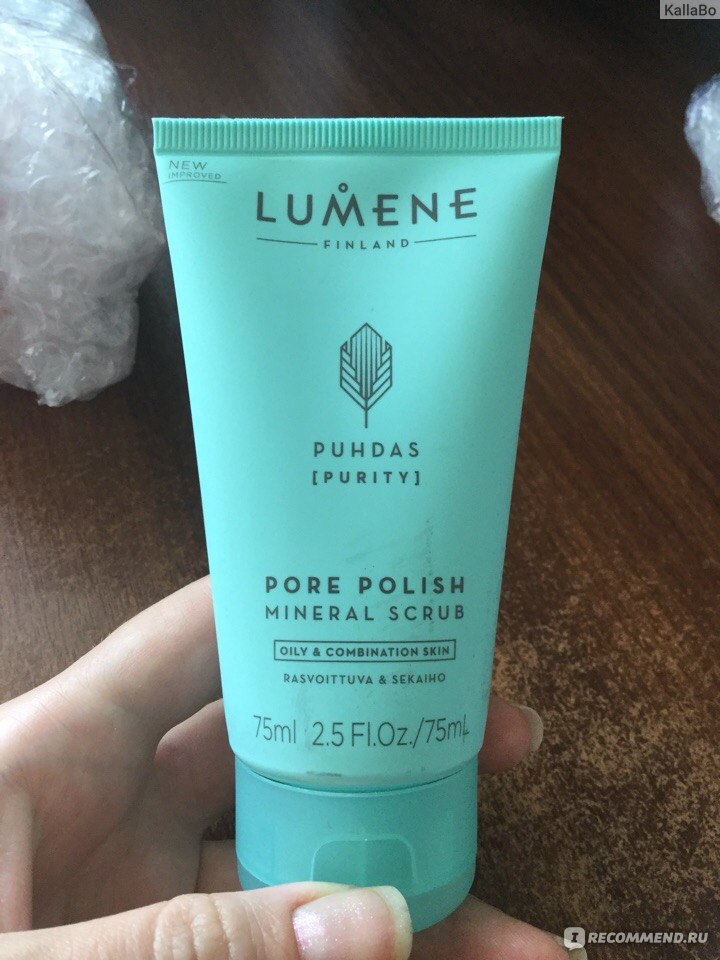 KallaBo
NEW
IMPROVED
LUMENE
FINLAND
PUHDAS
[PURITY]
PORE POLISH
MINERAL SCRUB
OILY & COMBINATION SKIN
RASVOITTUVA & SEKAIHO
75ml 2.5 Fl.Oz./75mL
IRECOMMEND.RU